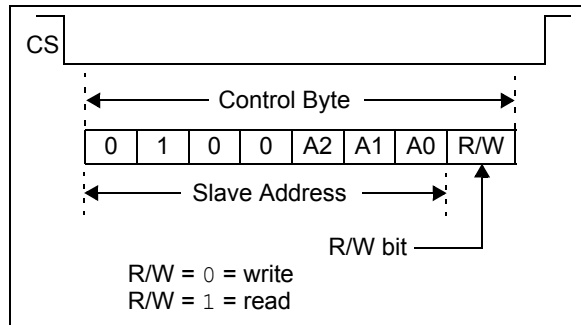 CS
Control Byte
0 1 0 0 A2 A1 A0 R/W
Slave Address
R/W bit
R/W = 0 = write
R/W = 1 = read